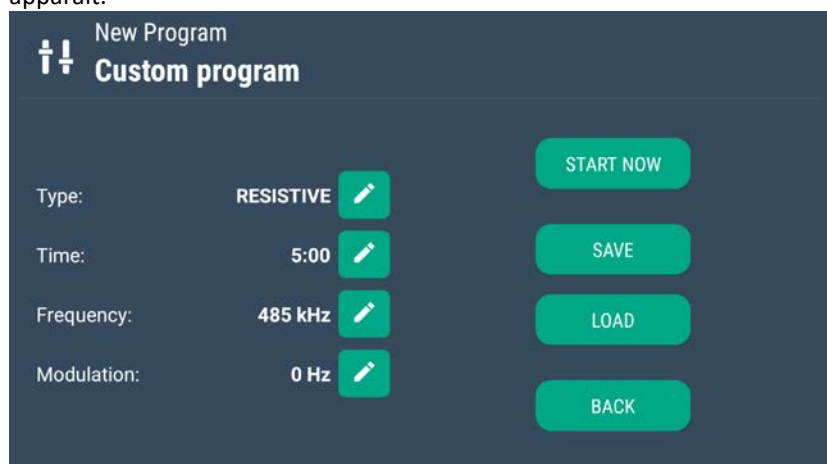 apparaît.
New Program
Custom program
Type: RESISTIVE
Time: 5:00
Frequency: 485 kHz
Modulation: 0 Hz
START NOW
SAVE
LOAD
BACK